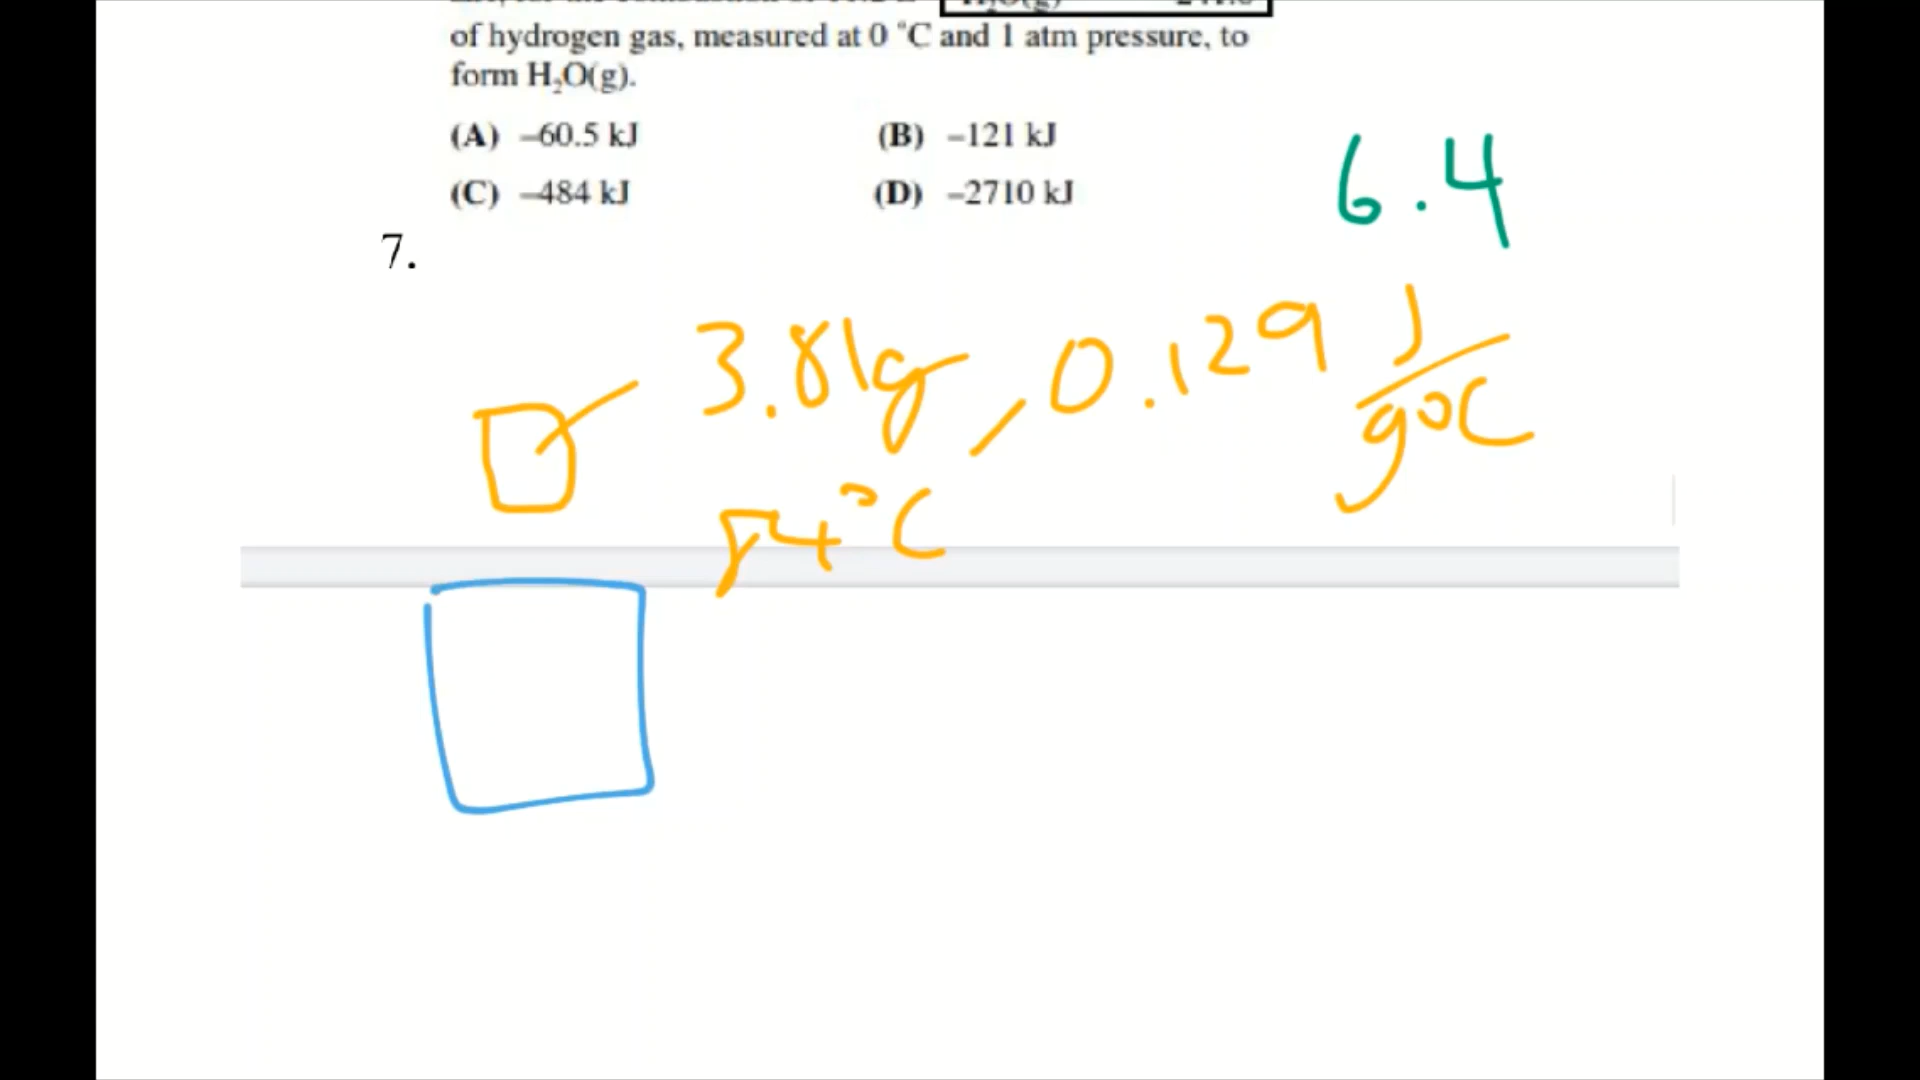 of hydrogen gas, measured at 0 °C and 1 atm pressure, to
form H₂O(g).
(A) –60.5 kJ (B) –121 kJ
(C) –484 kJ (D) –2710 kJ
6.4
7.
3.81g, 0.129 J/g°C